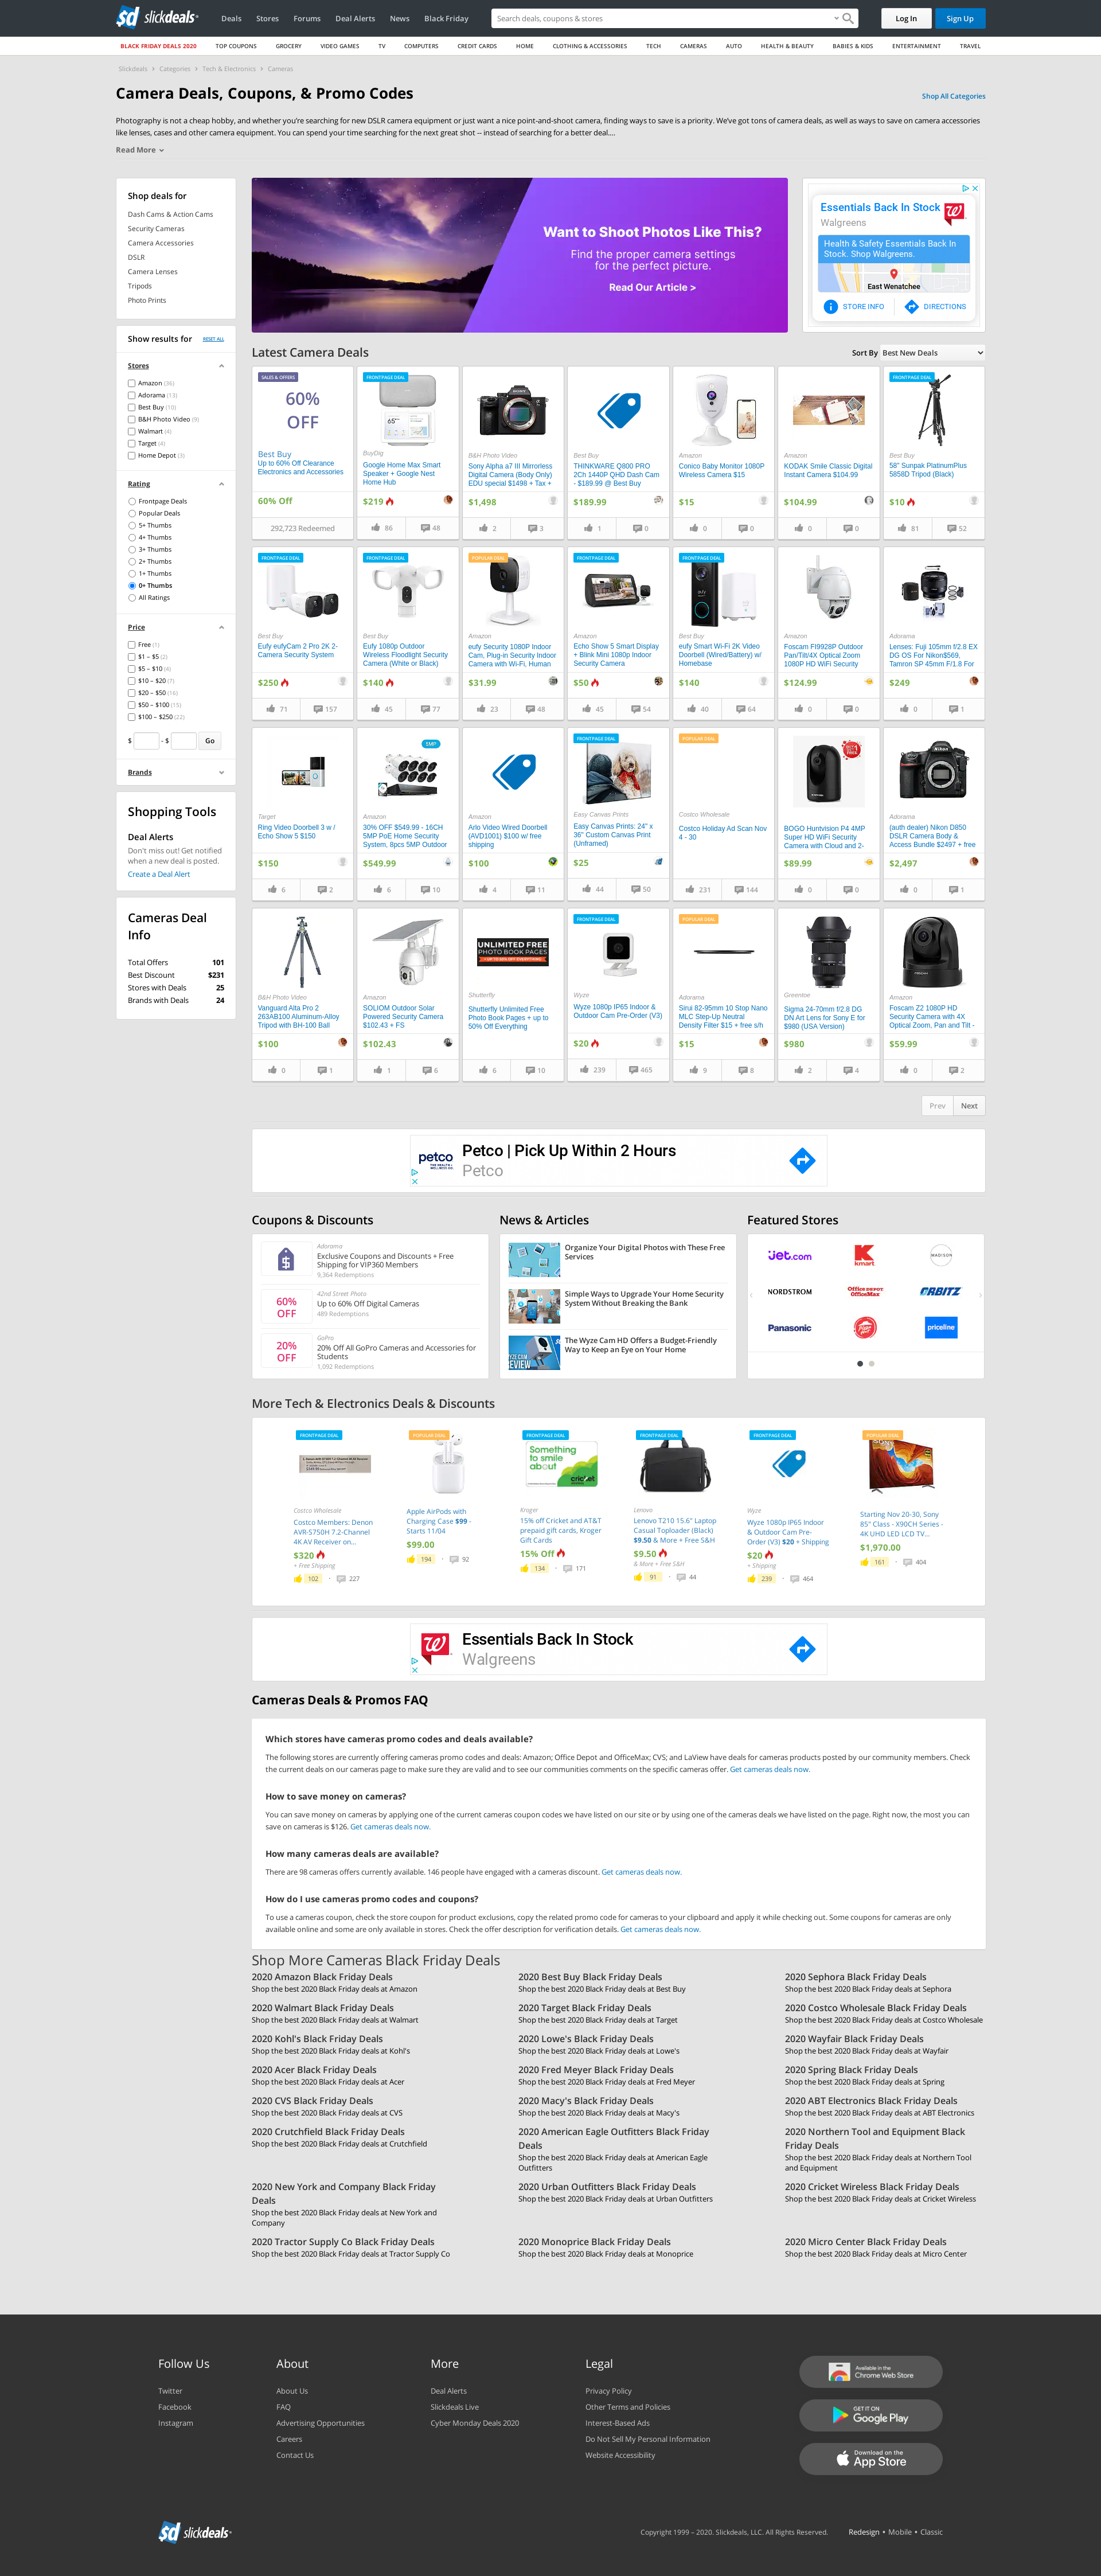 sd slickdeals
Deals Stores Forums Deal Alerts News Black Friday
Search deals, coupons & stores
Log In Sign Up
BLACK FRIDAY DEALS 2020 TOP COUPONS GROCERY VIDEO GAMES TV COMPUTERS CREDIT CARDS HOME CLOTHING & ACCESSORIES TECH CAMERAS AUTO HEALTH & BEAUTY BABIES & KIDS ENTERTAINMENT TRAVEL
Slickdeals > Categories > Tech & Electronics > Cameras
Camera Deals, Coupons, & Promo Codes
Shop All Categories
Photography is not a cheap hobby, and whether you're searching for new DSLR camera equipment or just want a nice point-and-shoot camera, finding ways to save is a priority. We've got tons of camera deals, as well as ways to save on camera accessories
like lenses, cases and other camera equipment. You can spend your time searching for the next great shot -- instead of searching for a better deal....
Read More
Shop deals for
Dash Cams & Action Cams
Security Cameras
Camera Accessories
DSLR
Camera Lenses
Tripods
Photo Prints
Show results for RESET ALL
Stores
Amazon (36)
Adorama (13)
Best Buy (10)
B&H Photo Video (9)
Walmart (4)
Target (4)
Home Depot (3)
Rating
Frontpage Deals
Popular Deals
5+ Thumbs
4+ Thumbs
3+ Thumbs
2+ Thumbs
1+ Thumbs
0+ Thumbs
All Ratings
Price
Free (1)
$1 – $5 (2)
$5 – $10 (4)
$10 – $20 (7)
$20 – $50 (16)
$50 – $100 (15)
$100 – $250 (22)
$ - $ Go
Brands
Shopping Tools
Deal Alerts
Don't miss out! Get notified
when a new deal is posted.
Create a Deal Alert
Cameras Deal
Info
Total Offers 101
Best Discount $231
Stores with Deals 25
Brands with Deals 24
Want to Shoot Photos Like This?
Find the proper camera settings
for the perfect picture.
Read Our Article >
Essentials Back In Stock
Walgreens
Health & Safety Essentials Back In
Stock. Shop Walgreens.
East Wenatchee
STORE INFO DIRECTIONS
Latest Camera Deals
Sort By Best New Deals
SALES & OFFERS
60%
OFF
Best Buy
Up to 60% Off Clearance
Electronics and Accessories
60% Off
292,723 Redeemed
FRONTPAGE DEAL
BuyDig
Google Home Max Smart
Speaker + Google Nest
Home Hub
$219
86 48
B&H Photo Video
Sony Alpha a7 III Mirrorless
Digital Camera (Body Only)
EDU special $1498 + Tax +
$1,498
2 3
Best Buy
THINKWARE Q800 PRO
2Ch 1440P QHD Dash Cam
- $189.99 @ Best Buy
$189.99
1 0
Amazon
Conico Baby Monitor 1080P
Wireless Camera $15
$15
0 0
Amazon
KODAK Smile Classic Digital
Instant Camera $104.99
$104.99
0 0
FRONTPAGE DEAL
Best Buy
58" Sunpak PlatinumPlus
5858D Tripod (Black)
$10
81 52
FRONTPAGE DEAL
Best Buy
Eufy eufyCam 2 Pro 2K 2-
Camera Security System
$250
71 157
FRONTPAGE DEAL
Best Buy
Eufy 1080p Outdoor
Wireless Floodlight Security
Camera (White or Black)
$140
45 77
POPULAR DEAL
Amazon
eufy Security 1080P Indoor
Cam, Plug-in Security Indoor
Camera with Wi-Fi, Human
$31.99
23 48
FRONTPAGE DEAL
Amazon
Echo Show 5 Smart Display
+ Blink Mini 1080p Indoor
Security Camera
$50
45 54
FRONTPAGE DEAL
Best Buy
eufy Smart Wi-Fi 2K Video
Doorbell (Wired/Battery) w/
Homebase
$140
40 64
Amazon
Foscam FI9928P Outdoor
Pan/Tilt/4X Optical Zoom
1080P HD WiFi Security
$124.99
0 0
Adorama
Lenses: Fuji 105mm f/2.8 EX
DG OS For Nikon$569,
Tamron SP 45mm F/1.8 For
$249
0 1
Target
Ring Video Doorbell 3 w /
Echo Show 5 $150
$150
6 2
5MP
Amazon
30% OFF $549.99 - 16CH
5MP PoE Home Security
System, 8pcs 5MP Outdoor
$549.99
6 10
Amazon
Arlo Video Wired Doorbell
(AVD1001) $100 w/ free
shipping
$100
4 11
FRONTPAGE DEAL
Easy Canvas Prints
Easy Canvas Prints: 24" x
36" Custom Canvas Print
(Unframed)
$25
44 50
POPULAR DEAL
Costco Wholesale
Costco Holiday Ad Scan Nov
4 - 30
231 144
BOGO Huntvision P4 4MP
Super HD WiFi Security
Camera with Cloud and 2-
$89.99
0 0
Adorama
(auth dealer) Nikon D850
DSLR Camera Body &
Access Bundle $2497 + free
$2,497
0 1
B&H Photo Video
Vanguard Alta Pro 2
263AB100 Aluminum-Alloy
Tripod with BH-100 Ball
$100
0 1
Amazon
SOLIOM Outdoor Solar
Powered Security Camera
$102.43 + FS
$102.43
1 6
UNLIMITED FREE
PHOTO BOOK PAGES
Shutterfly
Shutterfly Unlimited Free
Photo Book Pages + up to
50% Off Everything
6 10
FRONTPAGE DEAL
Wyze
Wyze 1080p IP65 Indoor &
Outdoor Cam Pre-Order (V3)
$20
239 465
POPULAR DEAL
Adorama
Sirui 82-95mm 10 Stop Nano
MLC Step-Up Neutral
Density Filter $15 + free s/h
$15
9 8
Greentoe
Sigma 24-70mm f/2.8 DG
DN Art Lens for Sony E for
$980 (USA Version)
$980
2 4
Amazon
Foscam Z2 1080P HD
Security Camera with 4X
Optical Zoom, Pan and Tilt -
$59.99
0 2
Prev Next
petco
Petco | Pick Up Within 2 Hours
Petco
Coupons & Discounts
Adorama
Exclusive Coupons and Discounts + Free
Shipping for VIP360 Members
9,364 Redemptions
60%
OFF
42nd Street Photo
Up to 60% Off Digital Cameras
489 Redemptions
20%
OFF
GoPro
20% Off All GoPro Cameras and Accessories for
Students
1,092 Redemptions
News & Articles
Organize Your Digital Photos with These Free
Services
Simple Ways to Upgrade Your Home Security
System Without Breaking the Bank
The Wyze Cam HD Offers a Budget-Friendly
Way to Keep an Eye on Your Home
Featured Stores
jet.com kmart MADISON
NORDSTROM Office DEPOT OfficeMax ORBITZ
Panasonic Pizza Hut priceline
More Tech & Electronics Deals & Discounts
FRONTPAGE DEAL
Costco Wholesale
Costco Members: Denon
AVR-S750H 7.2-Channel
4K AV Receiver on...
$320
+ Free Shipping
102 · 227
POPULAR DEAL
Apple AirPods with
Charging Case $99 -
Starts 11/04
$99.00
194 · 92
FRONTPAGE DEAL
Something
to smile
about
cricket
Kroger
15% off Cricket and AT&T
prepaid gift cards, Kroger
Gift Cards
15% Off
134 · 171
FRONTPAGE DEAL
Lenovo
Lenovo T210 15.6" Laptop
Casual Toploader (Black)
$9.50 & More + Free S&H
$9.50
& More + Free S&H
91 · 44
FRONTPAGE DEAL
Wyze
Wyze 1080p IP65 Indoor
& Outdoor Cam Pre-
Order (V3) $20 + Shipping
$20
+ Shipping
239 · 464
POPULAR DEAL
Starting Nov 20-30, Sony
85" Class - X90CH Series -
4K UHD LED LCD TV...
$1,970.00
161 · 404
Essentials Back In Stock
Walgreens
Cameras Deals & Promos FAQ
Which stores have cameras promo codes and deals available?
The following stores are currently offering cameras promo codes and deals: Amazon; Office Depot and OfficeMax; CVS; and LaView have deals for cameras products posted by our community members. Check
the current deals on our cameras page to make sure they are valid and to see our communities comments on the specific cameras offer. Get cameras deals now.
How to save money on cameras?
You can save money on cameras by applying one of the current cameras coupon codes we have listed on our site or by using one of the cameras deals we have listed on the page. Right now, the most you can
save on cameras is $126. Get cameras deals now.
How many cameras deals are available?
There are 98 cameras offers currently available. 146 people have engaged with a cameras discount. Get cameras deals now.
How do I use cameras promo codes and coupons?
To use a cameras coupon, check the store coupon for product exclusions, copy the related promo code for cameras to your clipboard and apply it while checking out. Some coupons for cameras are only
available online and some are only available in stores. Check the offer description for verification details. Get cameras deals now.
Shop More Cameras Black Friday Deals
2020 Amazon Black Friday Deals
Shop the best 2020 Black Friday deals at Amazon
2020 Best Buy Black Friday Deals
Shop the best 2020 Black Friday deals at Best Buy
2020 Sephora Black Friday Deals
Shop the best 2020 Black Friday deals at Sephora
2020 Walmart Black Friday Deals
Shop the best 2020 Black Friday deals at Walmart
2020 Target Black Friday Deals
Shop the best 2020 Black Friday deals at Target
2020 Costco Wholesale Black Friday Deals
Shop the best 2020 Black Friday deals at Costco Wholesale
2020 Kohl's Black Friday Deals
Shop the best 2020 Black Friday deals at Kohl's
2020 Lowe's Black Friday Deals
Shop the best 2020 Black Friday deals at Lowe's
2020 Wayfair Black Friday Deals
Shop the best 2020 Black Friday deals at Wayfair
2020 Acer Black Friday Deals
Shop the best 2020 Black Friday deals at Acer
2020 Fred Meyer Black Friday Deals
Shop the best 2020 Black Friday deals at Fred Meyer
2020 Spring Black Friday Deals
Shop the best 2020 Black Friday deals at Spring
2020 CVS Black Friday Deals
Shop the best 2020 Black Friday deals at CVS
2020 Macy's Black Friday Deals
Shop the best 2020 Black Friday deals at Macy's
2020 ABT Electronics Black Friday Deals
Shop the best 2020 Black Friday deals at ABT Electronics
2020 Crutchfield Black Friday Deals
Shop the best 2020 Black Friday deals at Crutchfield
2020 American Eagle Outfitters Black Friday
Deals
Shop the best 2020 Black Friday deals at American Eagle
Outfitters
2020 Northern Tool and Equipment Black
Friday Deals
Shop the best 2020 Black Friday deals at Northern Tool
and Equipment
2020 New York and Company Black Friday
Deals
Shop the best 2020 Black Friday deals at New York and
Company
2020 Urban Outfitters Black Friday Deals
Shop the best 2020 Black Friday deals at Urban Outfitters
2020 Cricket Wireless Black Friday Deals
Shop the best 2020 Black Friday deals at Cricket Wireless
2020 Tractor Supply Co Black Friday Deals
Shop the best 2020 Black Friday deals at Tractor Supply Co
2020 Monoprice Black Friday Deals
Shop the best 2020 Black Friday deals at Monoprice
2020 Micro Center Black Friday Deals
Shop the best 2020 Black Friday deals at Micro Center
Follow Us
Twitter
Facebook
Instagram
About
About Us
FAQ
Advertising Opportunities
Careers
Contact Us
More
Deal Alerts
Slickdeals Live
Cyber Monday Deals 2020
Legal
Privacy Policy
Other Terms and Policies
Interest-Based Ads
Do Not Sell My Personal Information
Website Accessibility
Available in the
Chrome Web Store
GET IT ON
Google Play
Download on the
App Store
sd slickdeals
Copyright 1999 – 2020. Slickdeals, LLC. All Rights Reserved. Redesign • Mobile • Classic